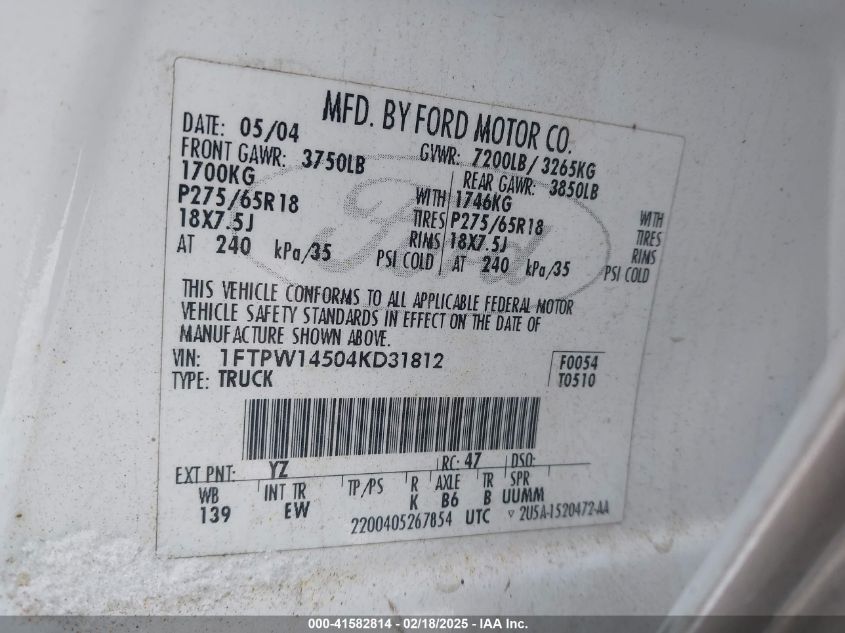 MFD. BY FORD MOTOR CO.
DATE: 05/04 GVWR: 7200LB / 3265KG
FRONT GAWR: 3750LB REAR GAWR: 3850LB
1700KG WITH 1746KG WITH
P275/65R18 TIRES P275/65R18 TIRES
18X7.5J RIMS 18X7.5J RIMS
AT 240 kPa/35 PSI COLD AT 240 kPa/35 PSI COLD
Ford
THIS VEHICLE CONFORMS TO ALL APPLICABLE FEDERAL MOTOR
VEHICLE SAFETY STANDARDS IN EFFECT ON THE DATE OF
MANUFACTURE SHOWN ABOVE.
VIN: 1FTPW14504KD31812 F0054
TYPE: TRUCK T0510
EXT PNT: YZ RC: 47 DSO:
WB INT TR TP/PS R AXLE TR SPR
139 EW K B6 B UUMM
2200405267854 UTC ▽ 2U5A-1520472-AA
000-41582814 - 02/18/2025 - IAA Inc.